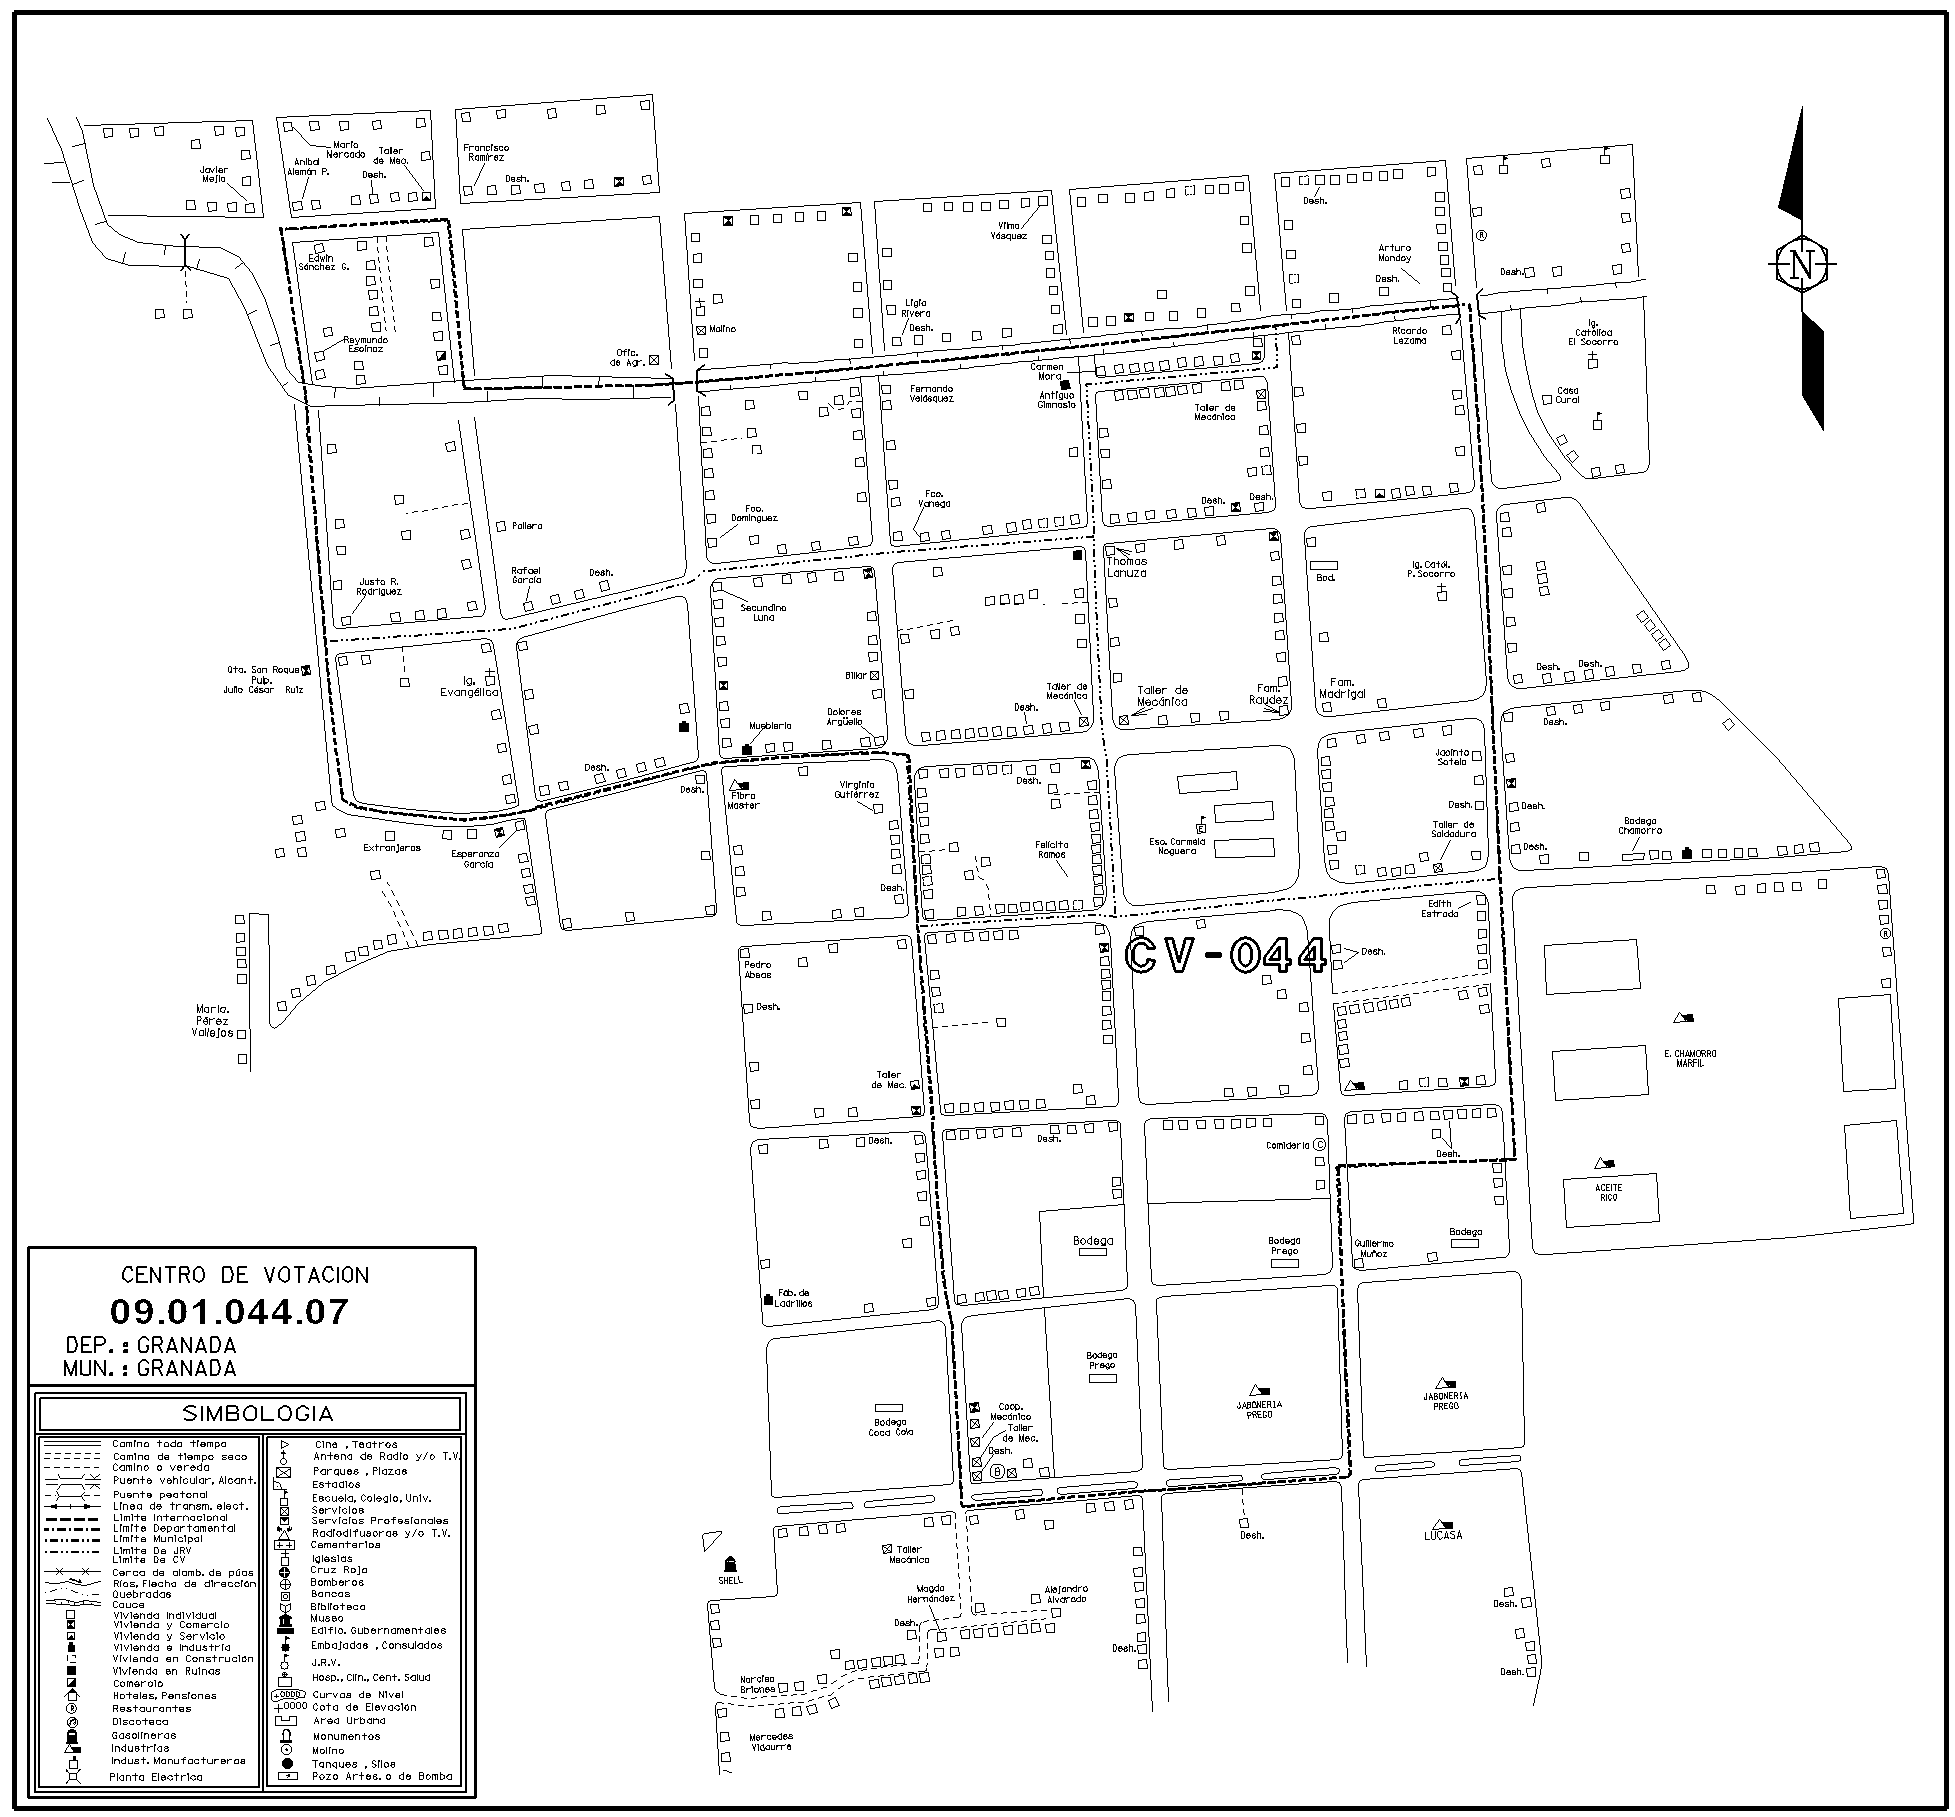 Javier
Mejía
María
Mercado
Aníbal
Alemán P.
Taller
de Mec.
Desh.
Francisco
Ramírez
Desh.
Vilma
Vásquez
Desh.
Arturo
Monday
Desh.
R
Desh.
N
Edwin
Sánchez G.
Raymundo
Espinoz
Molino
Ofic.
de Agr.
Ligia
Rivera
Desh.
Ricardo
Lezama
Ig.
Católica
El Socorro
Casa
Cural
Carmen
Mora
Antiguo
Gimnasio
Fernando
Velásquez
Taller de
Mecánica
Desh.
Desh.
Fco.
Vanega
Fco.
Domínguez
Pallera
Rafael
García
Desh.
Justo R.
Rodríguez
Thomas
Lanuza
Bod.
Ig. Catól.
P. Socorro
Secundino
Luna
Qta. San Roque
Pulp.
Julio César Ruiz
Ig.
Evangélica
Billar
Dolores
Argüello
Mueblería
Desh.
Taller de
Mecánica
Taller de
Mecánica
Fam.
Raudez
Fam.
Madrigal
Desh.
Desh.
Desh.
Jacinto
Sotelo
Desh.
Taller de
Soldadura
Desh.
Desh.
Bodega
Chamorro
Desh.
Desh.
Fibro
Master
Virginia
Gutiérrez
Desh.
Desh.
Felícita
Ramos
Esc. Carmela
Noguera
E
Extranjeros
Esperanza
García
Edith
Estrada
Desh.
CV-044
R
Pedro
Abeas
Desh.
María.
Pérez
Vallejos
Taller
de Mec.
E. CHAMORRO
MARFIL
Desh.
Desh.
Comidería
C
Desh.
ACEITE
RICO
Bodega
Bodega
Prego
Guillermo
Muñoz
Bodega
Fáb. de
Ladrillos
Bodega
Prego
JABONERIA
PREGO
JABONERIA
PREGO
Bodega
Coca Cola
Coop.
Mecánico
Taller
de Mec.
Desh.
Desh.
LUCASA
SHELL
Taller
Mecánico
Magda
Hernández
Alejandro
Alvarado
Desh.
Desh.
Desh.
Desh.
Narciso
Briones
Mercedes
Vidaurre
CENTRO DE VOTACION
09.01.044.07
DEP.: GRANADA
MUN.: GRANADA
SIMBOLOGIA
Camino todo tiempo
Camino de tiempo seco
Camino o vereda
Puente vehicular, Alcant.
Puente peatonal
Línea de transm. elect.
Límite Internacional
Límite Departamental
Límite Municipal
Límite De JRV
Límite De CV
Cerca de alamb. de púas
Ríos, Flecha de dirección
Quebradas
Cauce
Vivienda Individual
Vivienda y Comercio
Vivienda y Servicio
Vivienda e Industria
Vivienda en Construción
Vivienda en Ruinas
Comercio
Hoteles, Pensiones
Restaurantes
Discoteca
Gasolineras
Industrias
Indust. Manufactureras
Planta Electrica
Cine , Teatros
Antena de Radio y/o T.V.
Parques , Plazas
Estadios
Escuela, Colegio, Univ.
Servicios
Servicios Profesionales
Radiodifusoras y/o T.V.
Cementerios
Iglesias
Cruz Roja
Bomberos
Bancos
Biblioteca
Museo
Edific. Gubernamentales
Embajadas , Consulados
J.R.V.
Hosp., Clín., Cent. Salud
Curvas de Nivel
Cota de Elevación
Area Urbana
Monumentos
Molino
Tanques , Silos
Pozo Artes. o de Bomba